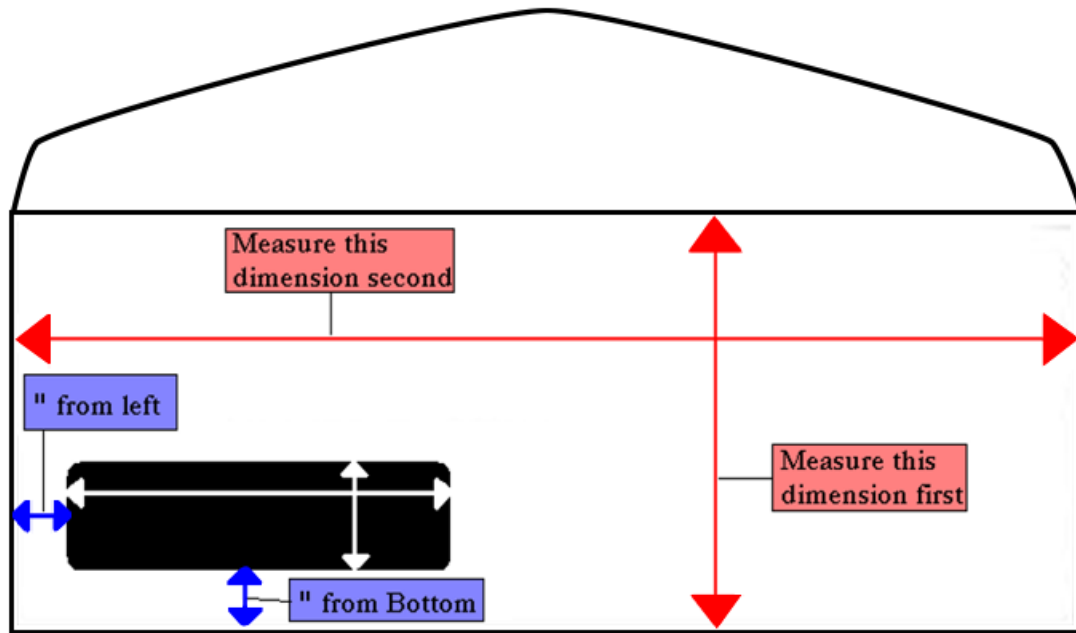 Measure this
dimension second
" from left
Measure this
dimension first
" from Bottom